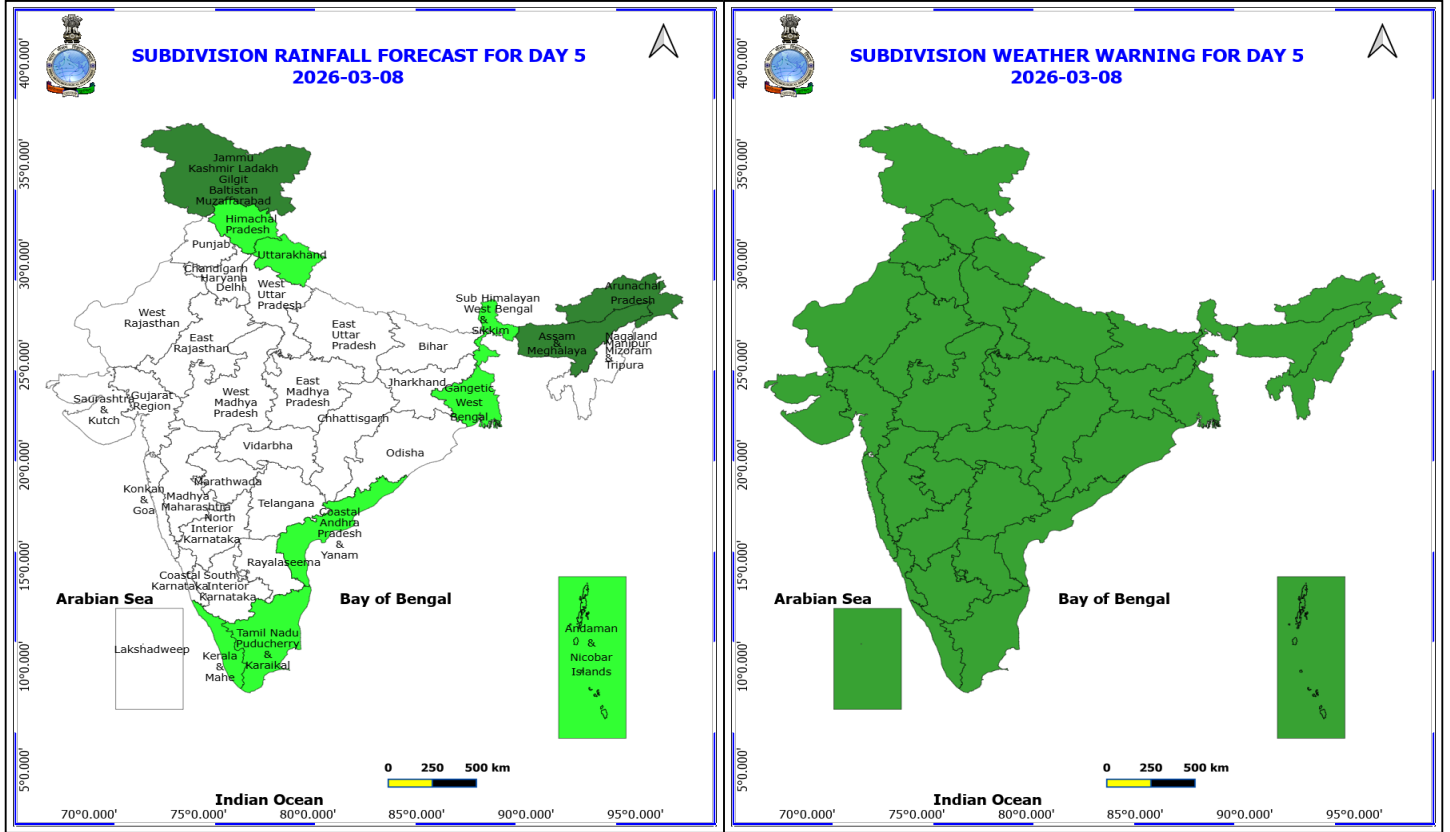 SUBDIVISION RAINFALL FORECAST FOR DAY 5
2026-03-08
40°0.000'
35°0.000'
30°0.000'
25°0.000'
20°0.000'
15°0.000'
10°0.000'
5°0.000'
Jammu
Kashmir Ladakh
Gilgit
Baltistan
Muzaffarabad
Himachal
Pradesh
Punjab
Uttarakhand
Chandigarh
Haryana
Delhi
West
Uttar
Pradesh
West
Rajasthan
East
Rajasthan
East
Uttar
Pradesh
Bihar
Sub Himalayan
West Bengal
&
Sikkim
Arunachal
Pradesh
Assam
&
Meghalaya
Nagaland
Manipur
Mizoram
&
Tripura
Saurashtra
&
Kutch
Gujarat
Region
West
Madhya
Pradesh
East
Madhya
Pradesh
Jharkhand
Gangetic
West
Bengal
Chhattisgarh
Vidarbha
Odisha
Konkan
&
Goa
Madhya
Maharashtra
Marathwada
Telangana
North
Interior
Karnataka
Coastal
Andhra
Pradesh
&
Yanam
Rayalaseema
Coastal
Karnataka
South
Interior
Karnataka
Arabian Sea
Bay of Bengal
Lakshadweep
Kerala
&
Mahe
Tamil Nadu
Puducherry
&
Karaikal
Andaman
&
Nicobar
Islands
0 250 500 km
Indian Ocean
70°0.000' 75°0.000' 80°0.000' 85°0.000' 90°0.000' 95°0.000'
SUBDIVISION WEATHER WARNING FOR DAY 5
2026-03-08
40°0.000'
35°0.000'
30°0.000'
25°0.000'
20°0.000'
15°0.000'
10°0.000'
5°0.000'
Arabian Sea
Bay of Bengal
0 250 500 km
Indian Ocean
70°0.000' 75°0.000' 80°0.000' 85°0.000' 90°0.000' 95°0.000'